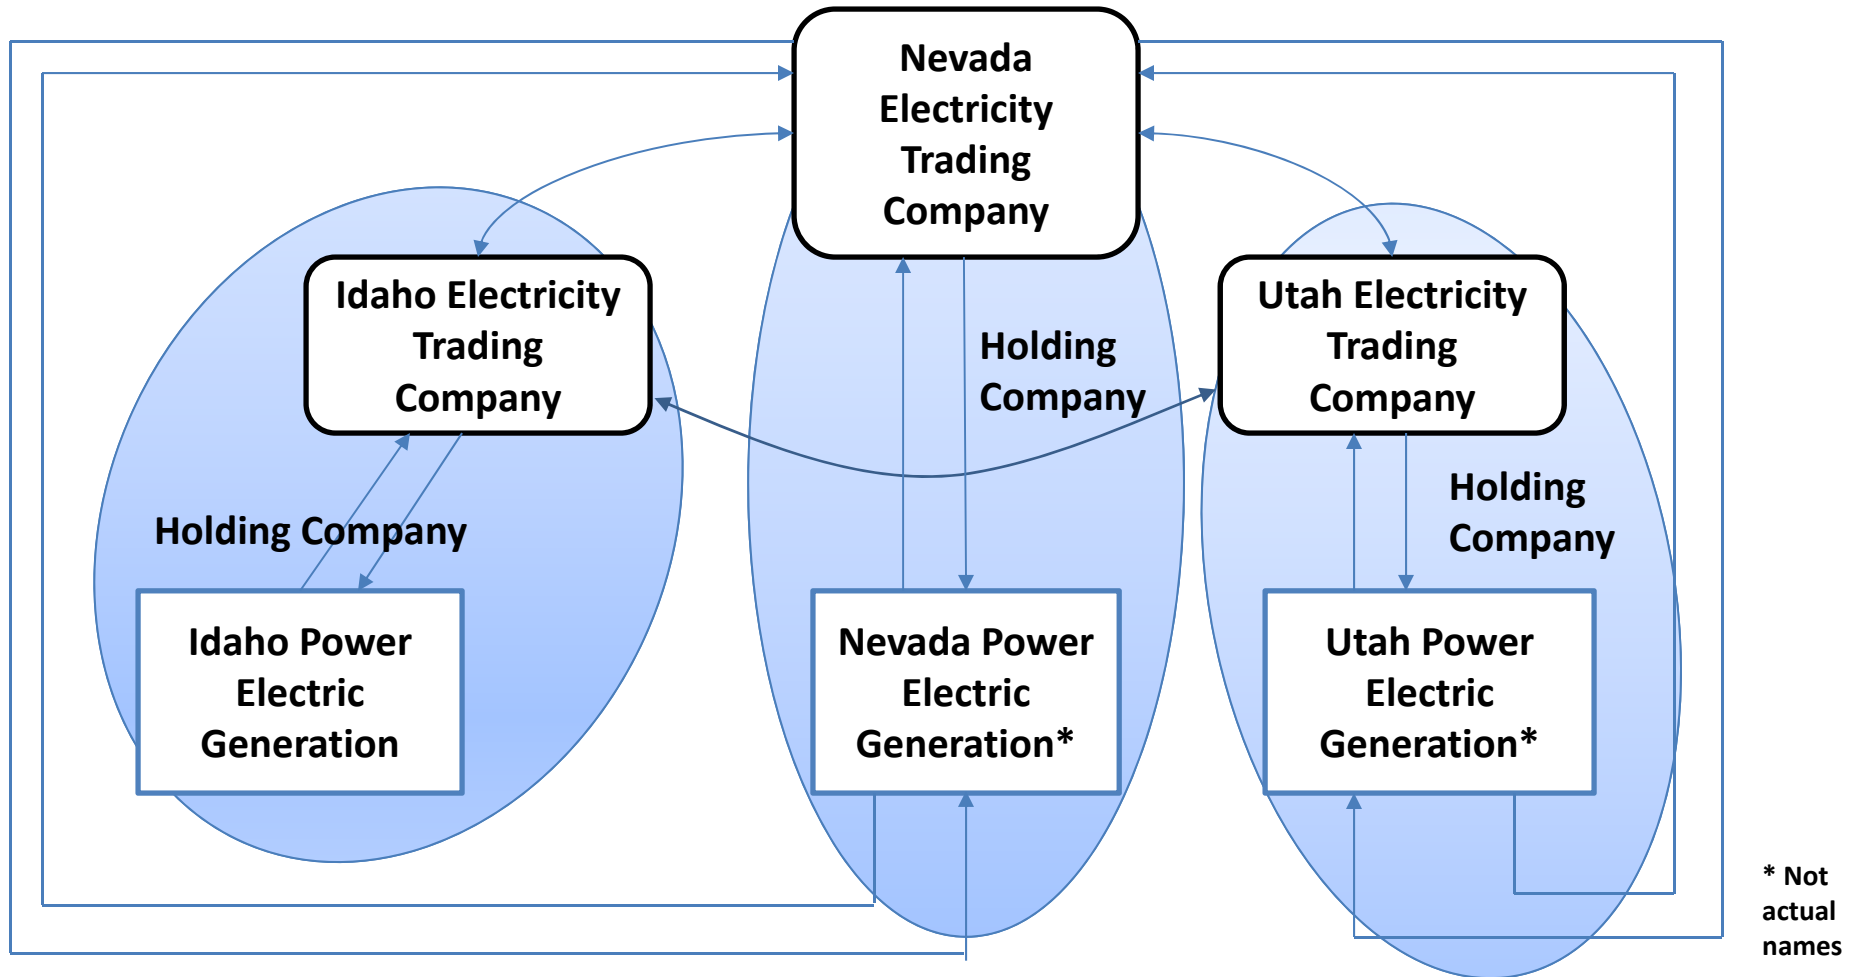 Nevada
Electricity
Trading
Company
Idaho Electricity
Trading
Company
Utah Electricity
Trading
Company
Holding
Company
Holding Company
Holding
Company
Idaho Power
Electric
Generation
Nevada Power
Electric
Generation*
Utah Power
Electric
Generation*
* Not
actual
names